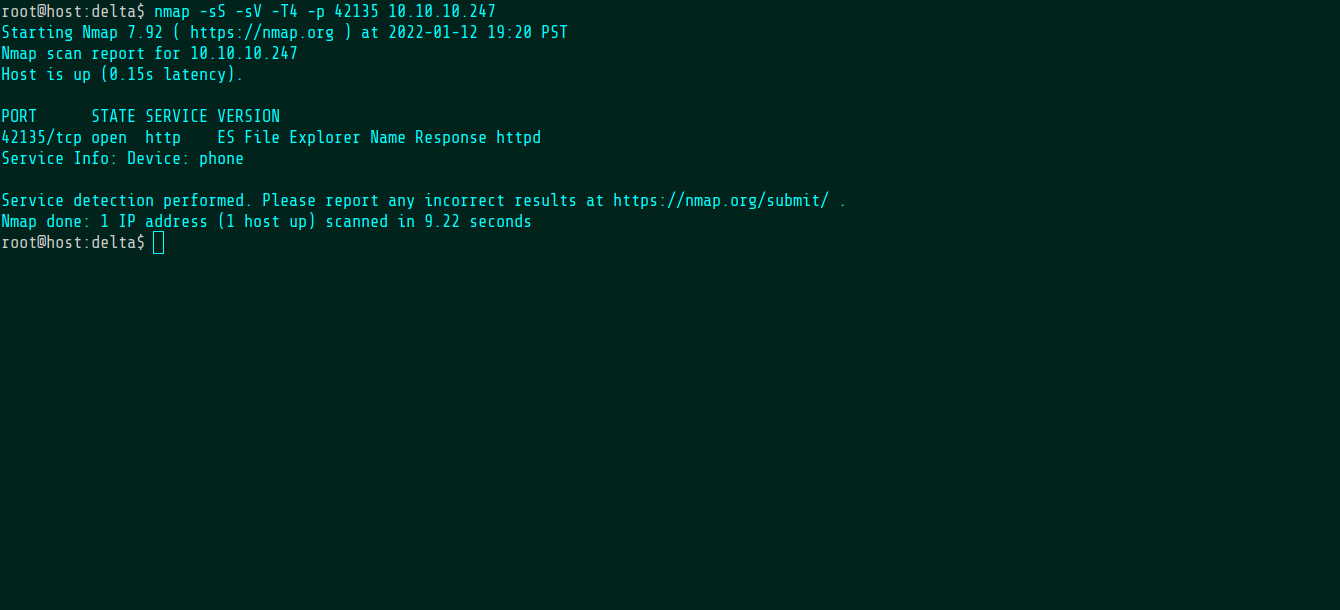 root@host:delta$ nmap -sS -sV -T4 -p 42135 10.10.10.247
Starting Nmap 7.92 ( https://nmap.org ) at 2022-01-12 19:20 PST
Nmap scan report for 10.10.10.247
Host is up (0.15s latency).
PORT      STATE SERVICE VERSION
42135/tcp open  http    ES File Explorer Name Response httpd
Service Info: Device: phone
Service detection performed. Please report any incorrect results at https://nmap.org/submit/ .
Nmap done: 1 IP address (1 host up) scanned in 9.22 seconds
root@host:delta$